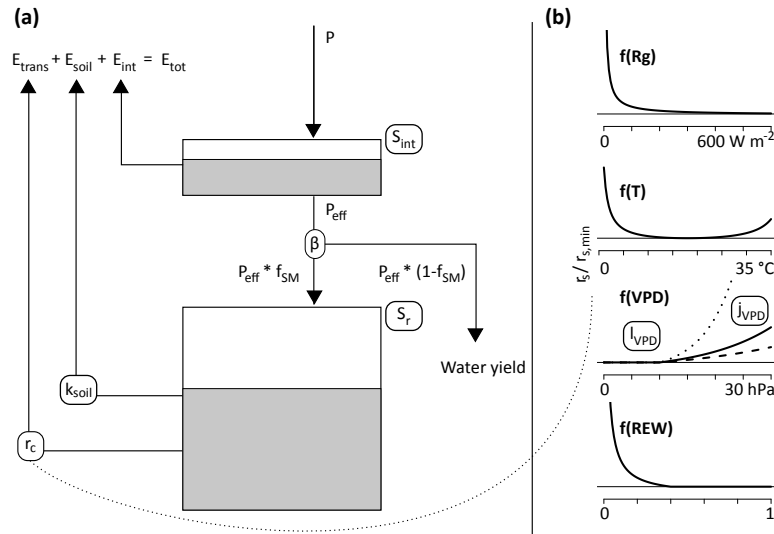 (a)
P
E_trans + E_soil + E_int = E_tot
S_int
P_eff
β
P_eff * f_SM
P_eff * (1-f_SM)
S_r
Water yield
k_soil
r_c
(b)
r_s / r_s,min
f(Rg)
0
600 W m⁻²
f(T)
0
35 °C
f(VPD)
l_VPD
j_VPD
0
30 hPa
f(REW)
0
1